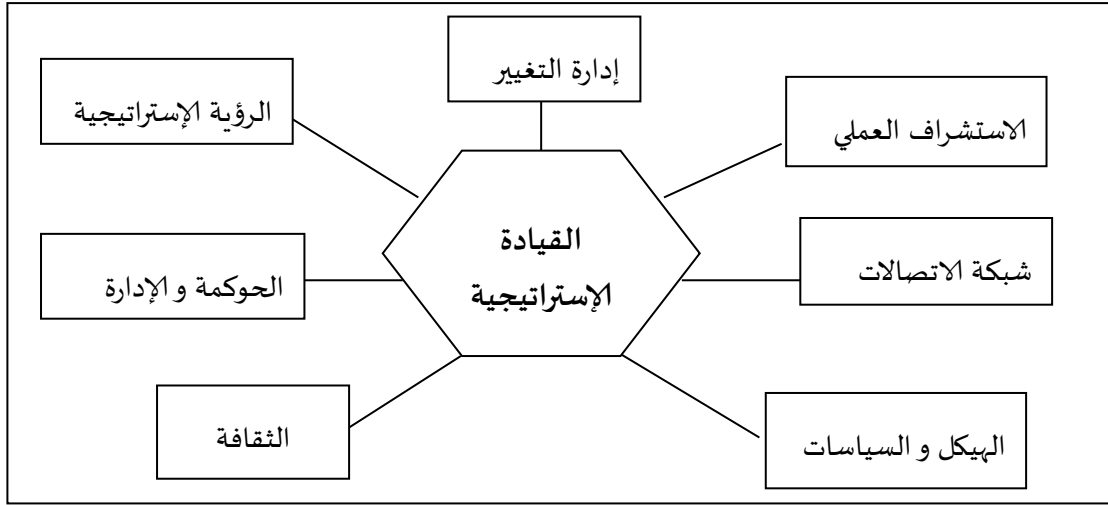 إدارة التغيير
الاستشراف العملي
الرؤية الإستراتيجية
القيادة
الإستراتيجية
شبكة الاتصالات
الحوكمة و الإدارة
الهيكل و السياسات
الثقافة